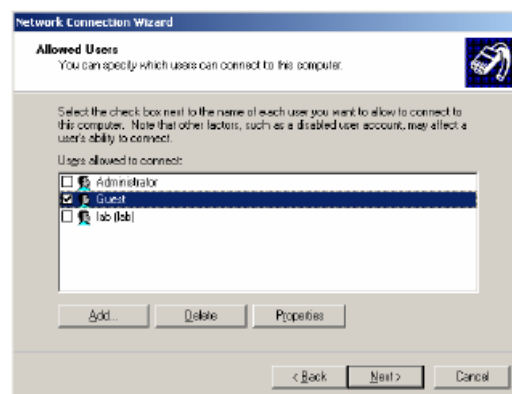 Network Connection Wizard
Allowed Users
You can specify which users can connect to this computer.
Select the check box next to the name of each user you want to allow to connect to
this computer. Note that other factors, such as a disabled user account, may affect a
user's ability to connect.
Users allowed to connect:
Administrator
Guest
lab (lab)
Add...
Delete
Properties
< Back
Next >
Cancel